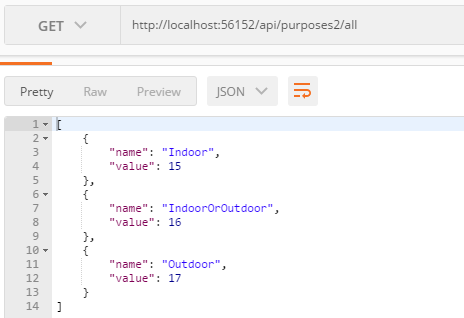 GET http://localhost:56152/api/purposes2/all
Pretty Raw Preview JSON
1 [
2 {
3 "name": "Indoor",
4 "value": 15
5 },
6 {
7 "name": "IndoorOrOutdoor",
8 "value": 16
9 },
10 {
11 "name": "Outdoor",
12 "value": 17
13 }
14 ]